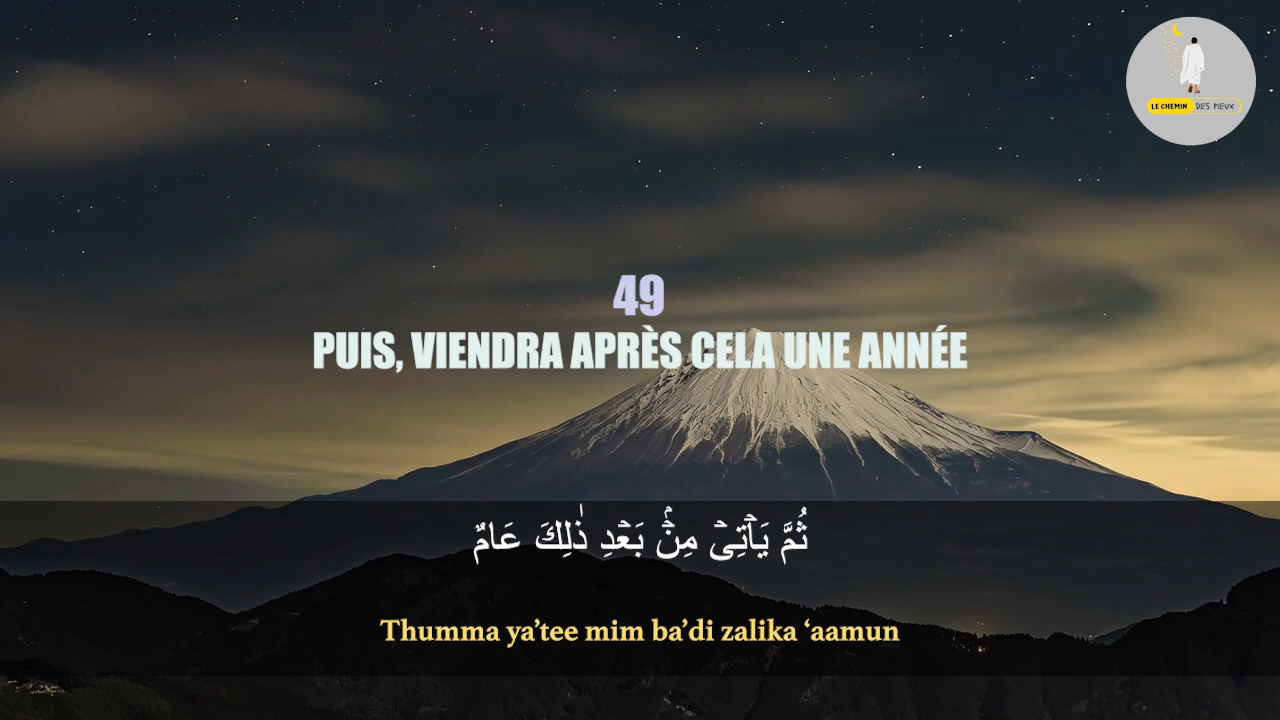 LE CHEMIN DES PIEUX
49
PUIS, VIENDRA APRÈS CELA UNE ANNÉE
ثُمَّ يَاۡتِىۡ مِنۡۢ بَعۡدِ ذٰلِكَ عَامٌ
Thumma ya’tee mim ba’di zalika ‘aamun